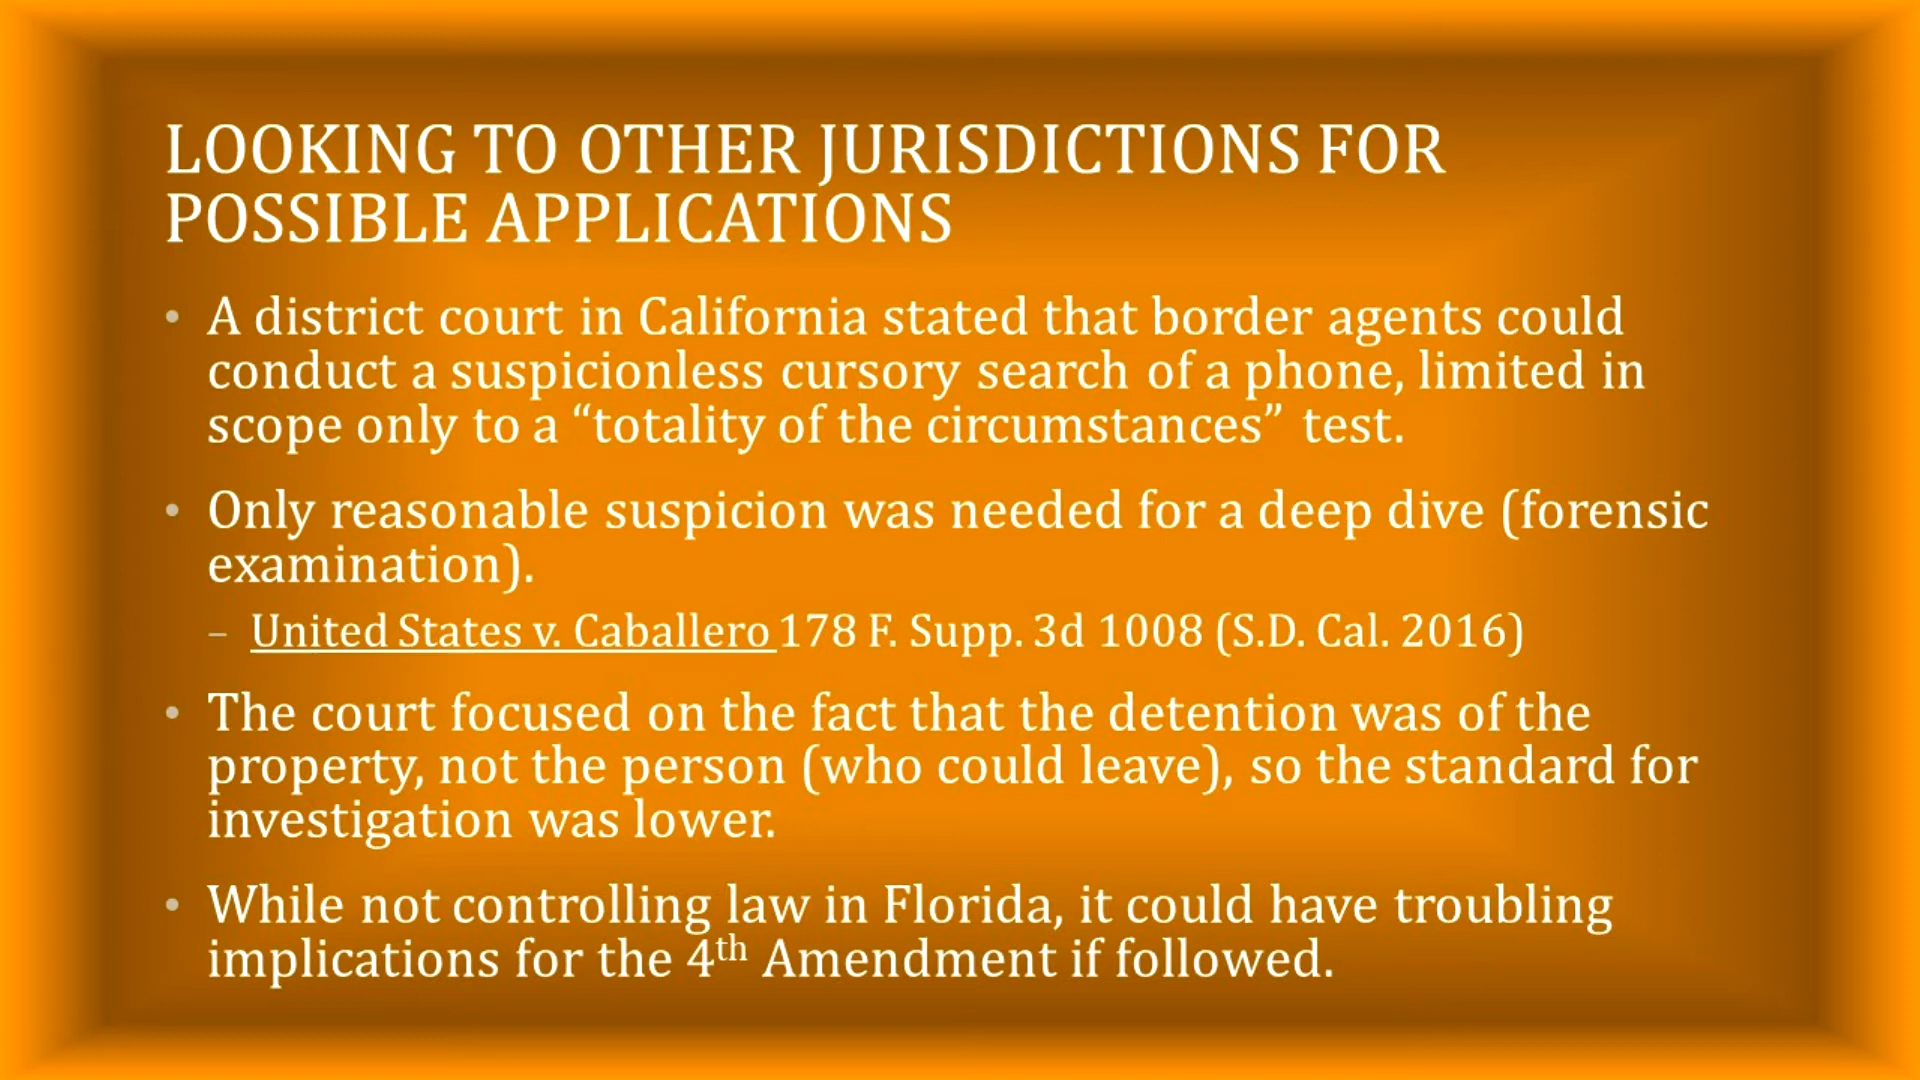 LOOKING TO OTHER JURISDICTIONS FOR
POSSIBLE APPLICATIONS
• A district court in California stated that border agents could
conduct a suspicionless cursory search of a phone, limited in
scope only to a “totality of the circumstances” test.
• Only reasonable suspicion was needed for a deep dive (forensic
examination).
– United States v. Caballero 178 F. Supp. 3d 1008 (S.D. Cal. 2016)
• The court focused on the fact that the detention was of the
property, not the person (who could leave), so the standard for
investigation was lower.
• While not controlling law in Florida, it could have troubling
implications for the 4th Amendment if followed.